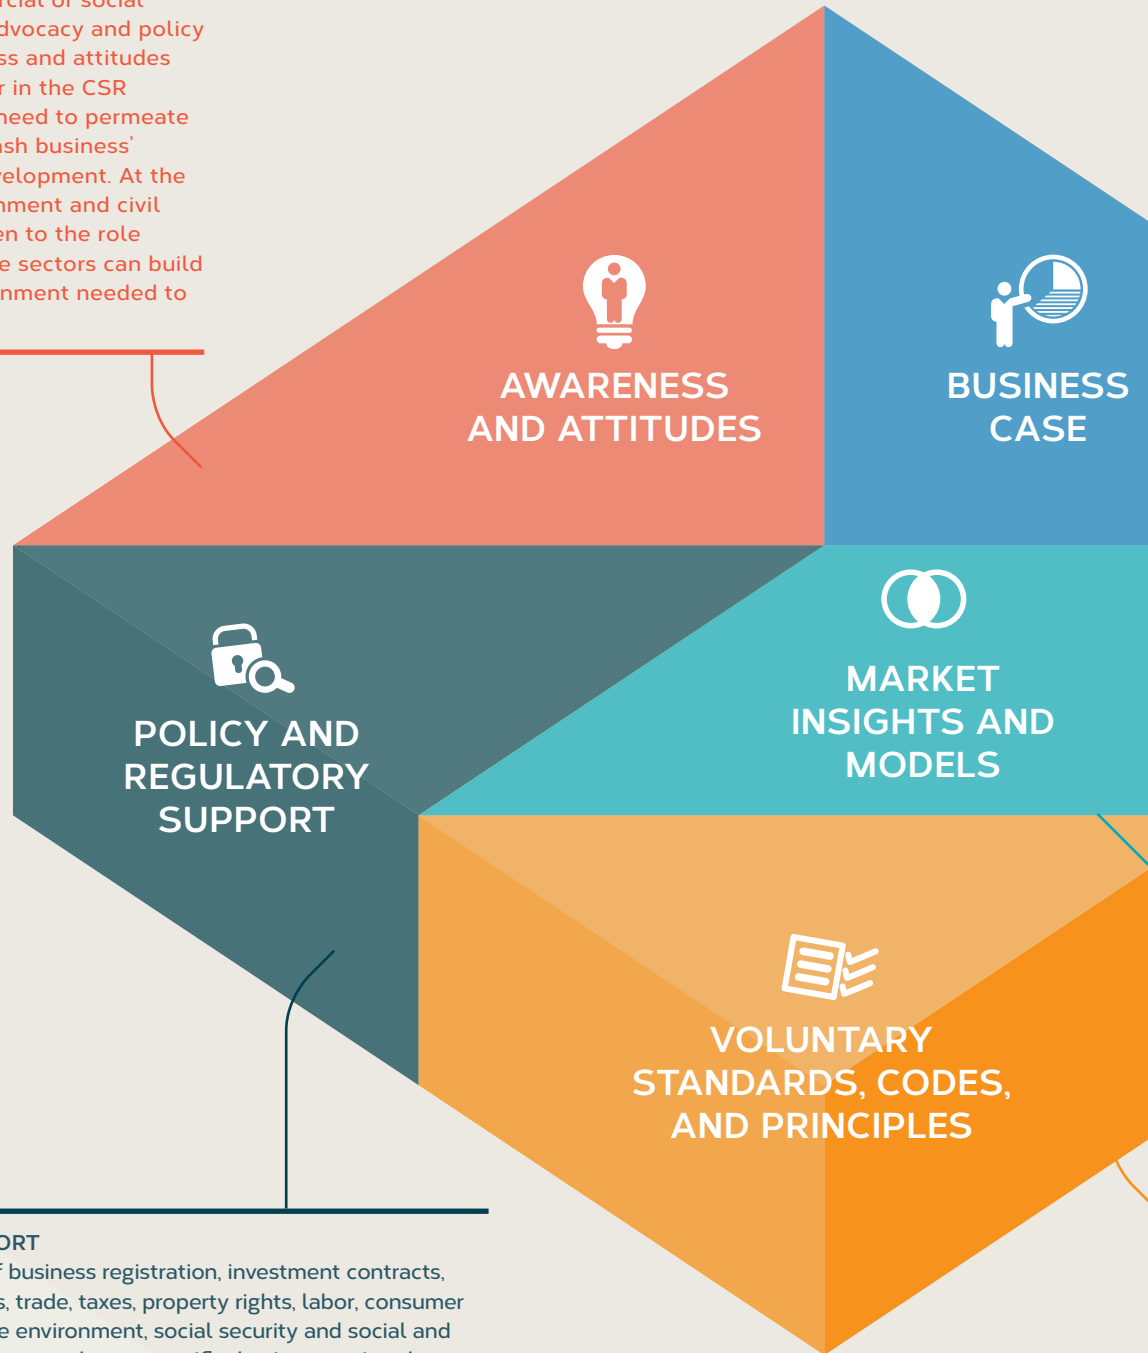 dvocacy and policy
ss and attitudes
r in the CSR
need to permeate
ash business’
velopment. At the
nment and civil
en to the role
e sectors can build
nment needed to
AWARENESS
AND ATTITUDES
BUSINESS
CASE
MARKET
INSIGHTS AND
MODELS
POLICY AND
REGULATORY
SUPPORT
VOLUNTARY
STANDARDS, CODES,
AND PRINCIPLES
ORT
f business registration, investment contracts,
s, trade, taxes, property rights, labor, consumer
e environment, social security and social and